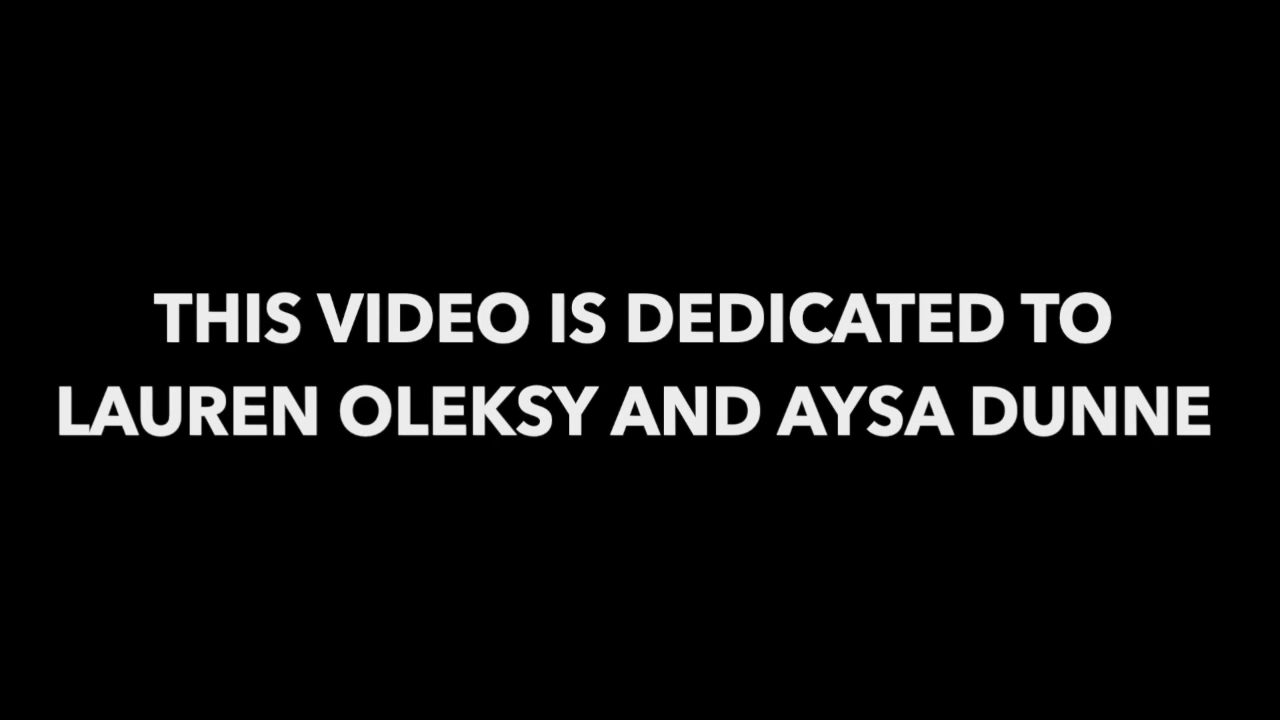 THIS VIDEO IS DEDICATED TO
LAUREN OLEKSY AND AYSA DUNNE